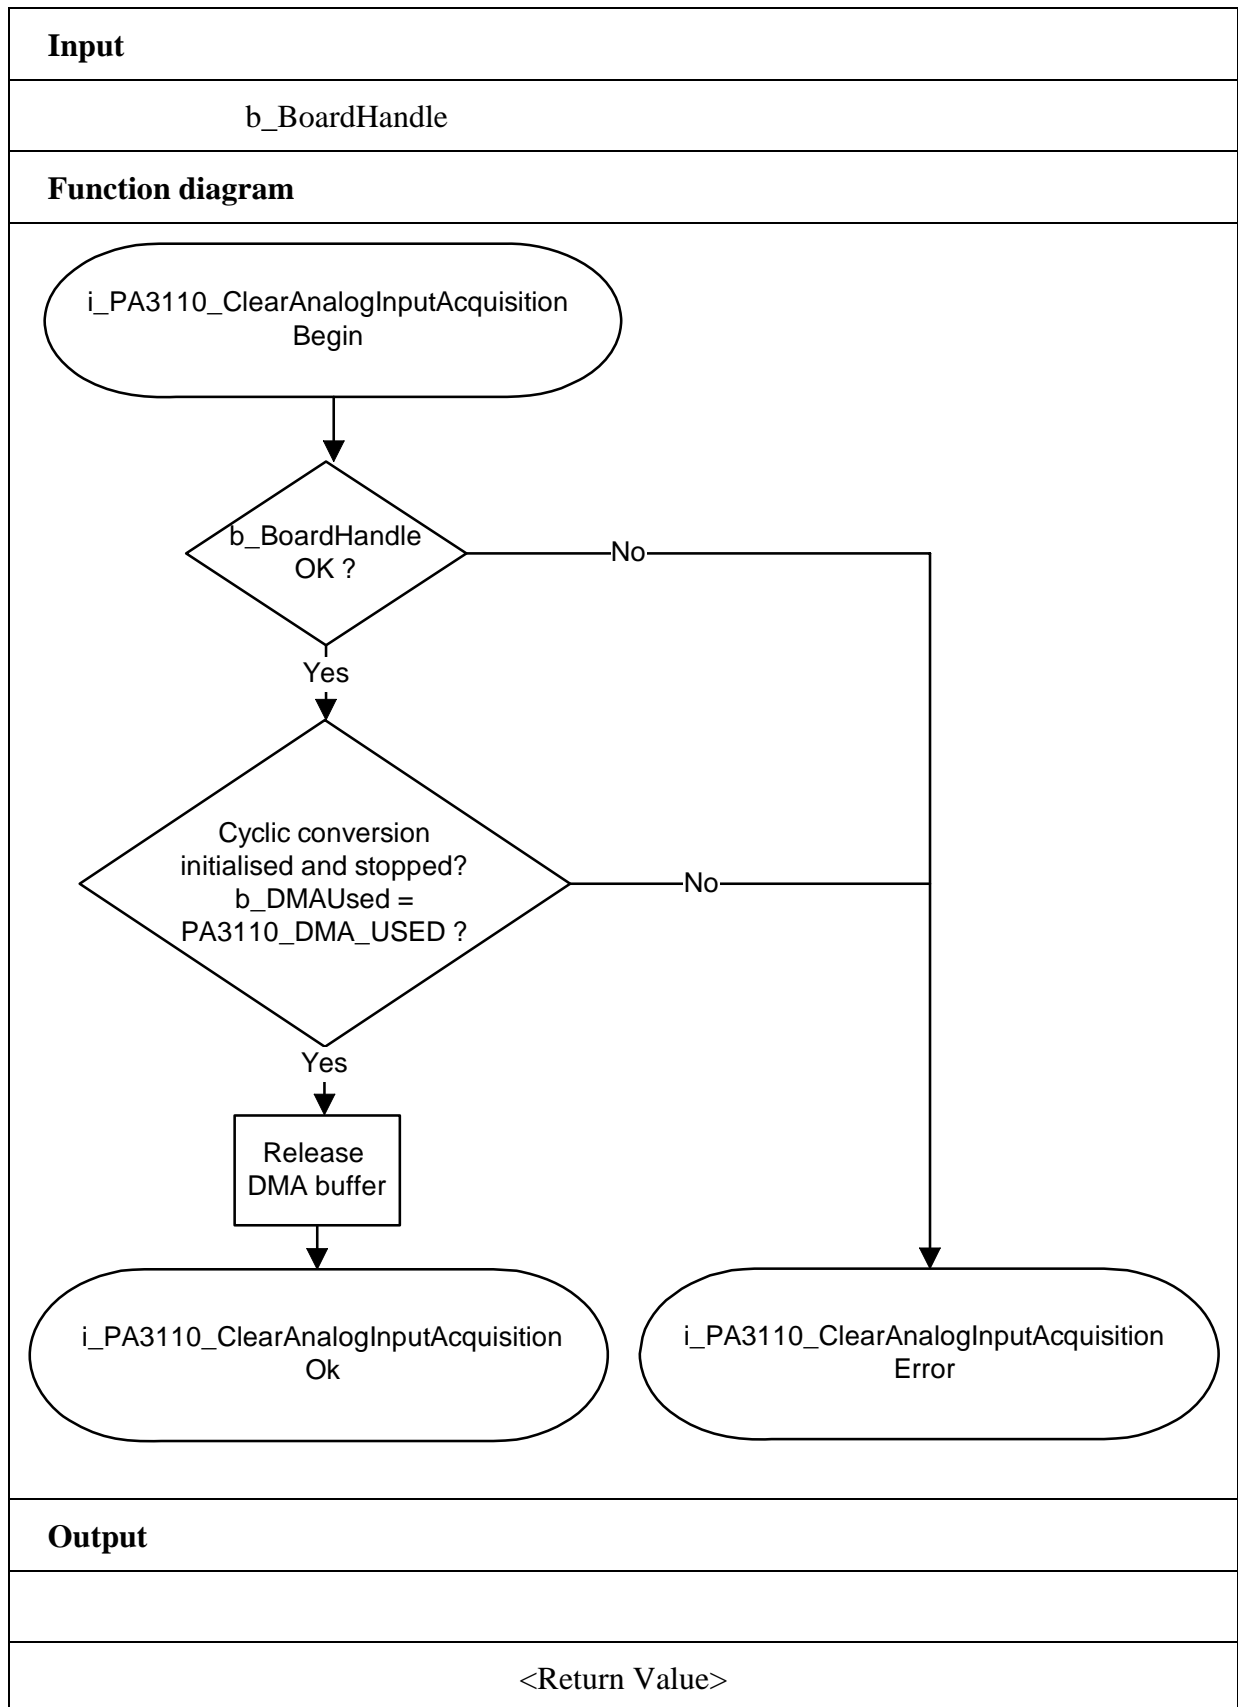 Input
b_BoardHandle
Function diagram
i_PA3110_ClearAnalogInputAcquisition
Begin
b_BoardHandle
OK ?
No
Yes
Cyclic conversion
initialised and stopped?
b_DMAUsed =
PA3110_DMA_USED ?
No
Yes
Release
DMA buffer
i_PA3110_ClearAnalogInputAcquisition
Ok
i_PA3110_ClearAnalogInputAcquisition
Error
Output
<Return Value>